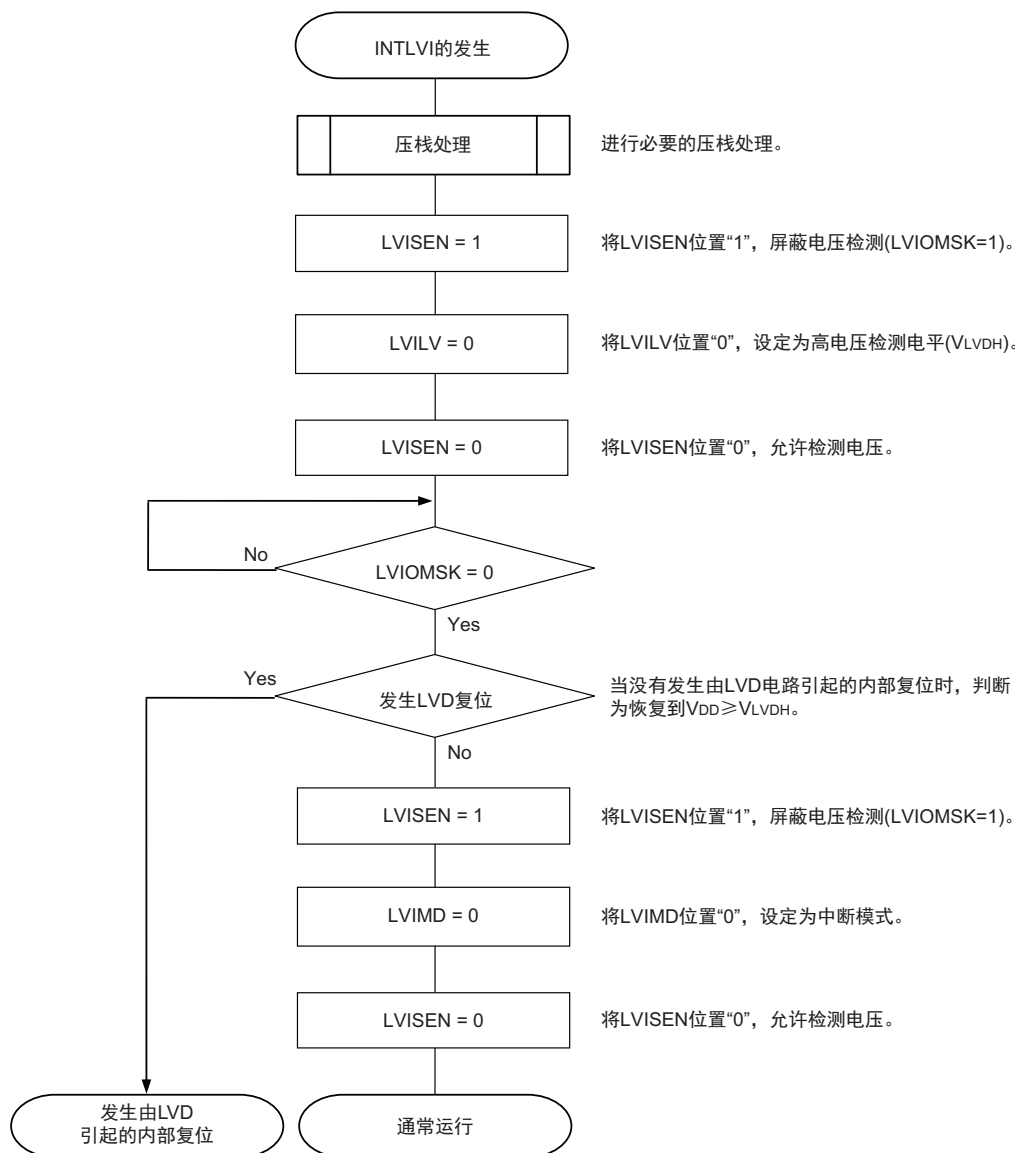 INTLVI的发生
压栈处理
进行必要的压栈处理。
LVISEN = 1
将LVISEN位置“1”，屏蔽电压检测(LVIOMSK=1)。
LVILV = 0
将LVILV位置“0”，设定为高电压检测电平(VLVDH)。
LVISEN = 0
将LVISEN位置“0”，允许检测电压。
No
LVIOMSK = 0
Yes
Yes
发生LVD复位
当没有发生由LVD电路引起的内部复位时，判断
为恢复到VDD≥VLVDH。
No
LVISEN = 1
将LVISEN位置“1”，屏蔽电压检测(LVIOMSK=1)。
LVIMD = 0
将LVIMD位置“0”，设定为中断模式。
LVISEN = 0
将LVISEN位置“0”，允许检测电压。
发生由LVD
引起的内部复位
通常运行